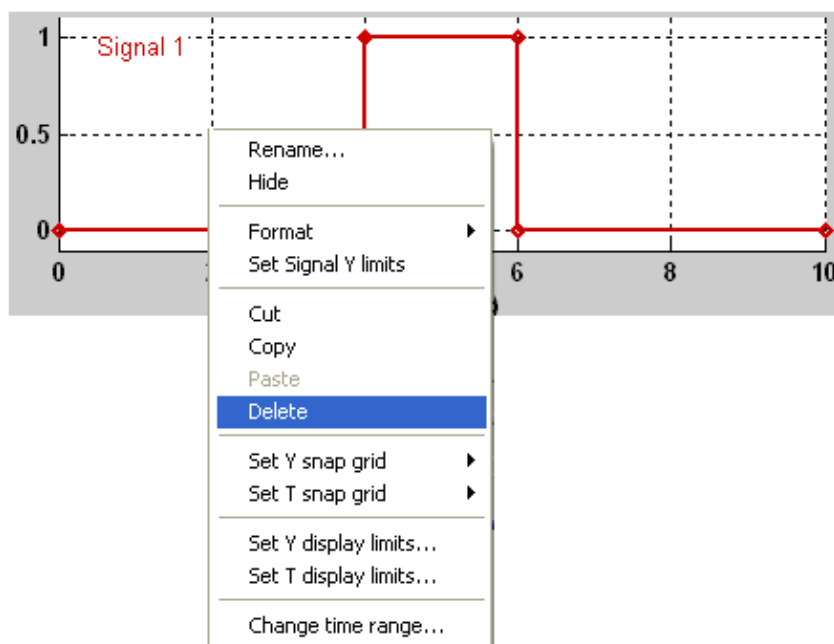 1
Signal 1
0.5
0
0
6
8
10
Rename...
Hide
Format
Set Signal Y limits
Cut
Copy
Paste
Delete
Set Y snap grid
Set T snap grid
Set Y display limits...
Set T display limits...
Change time range...